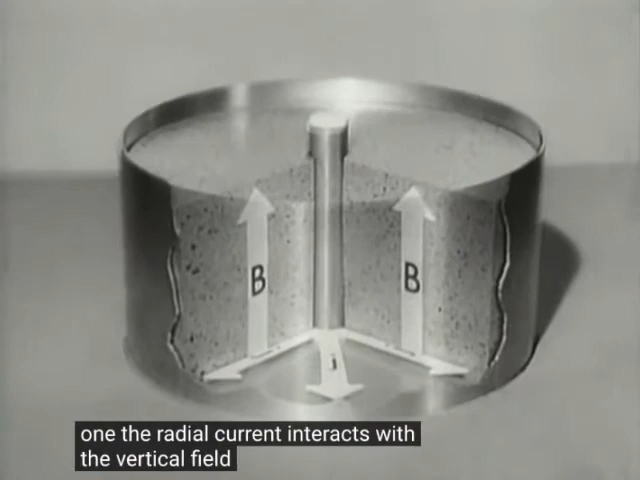 B
B
i
one the radial current interacts with
the vertical field